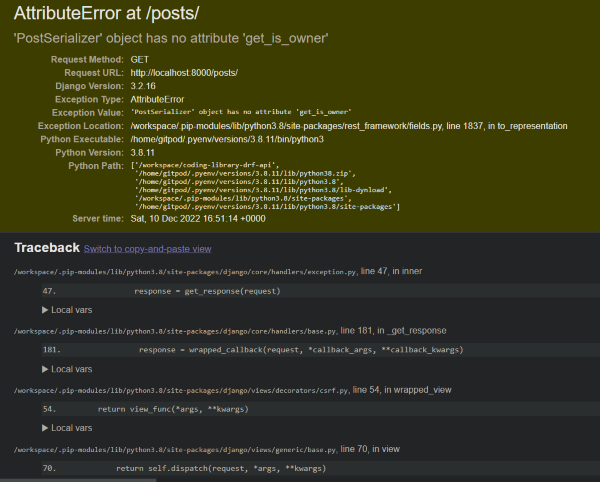 AttributeError at /posts/
'PostSerializer' object has no attribute 'get_is_owner'
Request Method: GET
Request URL: http://localhost:8000/posts/
Django Version: 3.2.16
Exception Type: AttributeError
Exception Value: 'PostSerializer' object has no attribute 'get_is_owner'
Exception Location: /workspace/.pip-modules/lib/python3.8/site-packages/rest_framework/fields.py, line 1837, in to_representation
Python Executable: /home/gitpod/.pyenv/versions/3.8.11/bin/python3
Python Version: 3.8.11
Python Path: ['/workspace/coding-library-drf-api',
'/home/gitpod/.pyenv/versions/3.8.11/lib/python38.zip',
'/home/gitpod/.pyenv/versions/3.8.11/lib/python3.8',
'/home/gitpod/.pyenv/versions/3.8.11/lib/python3.8/lib-dynload',
'/workspace/.pip-modules/lib/python3.8/site-packages',
'/home/gitpod/.pyenv/versions/3.8.11/lib/python3.8/site-packages']
Server time: Sat, 10 Dec 2022 16:51:14 +0000
Traceback Switch to copy-and-paste view
/workspace/.pip-modules/lib/python3.8/site-packages/django/core/handlers/exception.py, line 47, in inner
47. response = get_response(request)
▶ Local vars
/workspace/.pip-modules/lib/python3.8/site-packages/django/core/handlers/base.py, line 181, in _get_response
181. response = wrapped_callback(request, *callback_args, **callback_kwargs)
▶ Local vars
/workspace/.pip-modules/lib/python3.8/site-packages/django/views/decorators/csrf.py, line 54, in wrapped_view
54. return view_func(*args, **kwargs)
▶ Local vars
/workspace/.pip-modules/lib/python3.8/site-packages/django/views/generic/base.py, line 70, in view
70. return self.dispatch(request, *args, **kwargs)